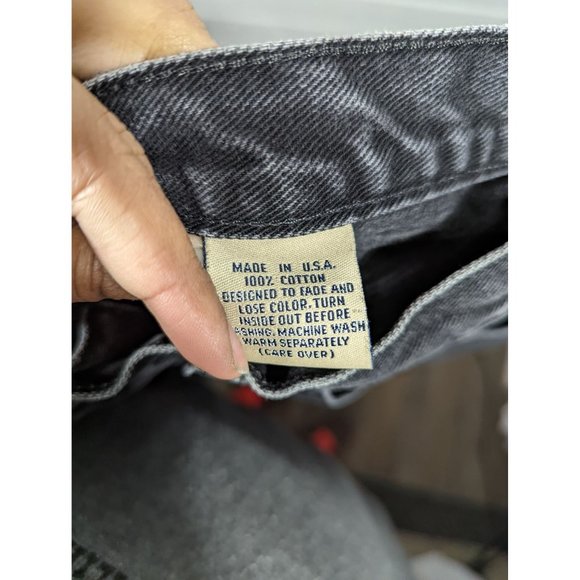 MADE IN U.S.A.
100% COTTON
DESIGNED TO FADE AND
LOSE COLOR. TURN
INSIDE OUT BEFORE
ASHING. MACHINE WASH
WARM SEPARATELY
(CARE OVER)